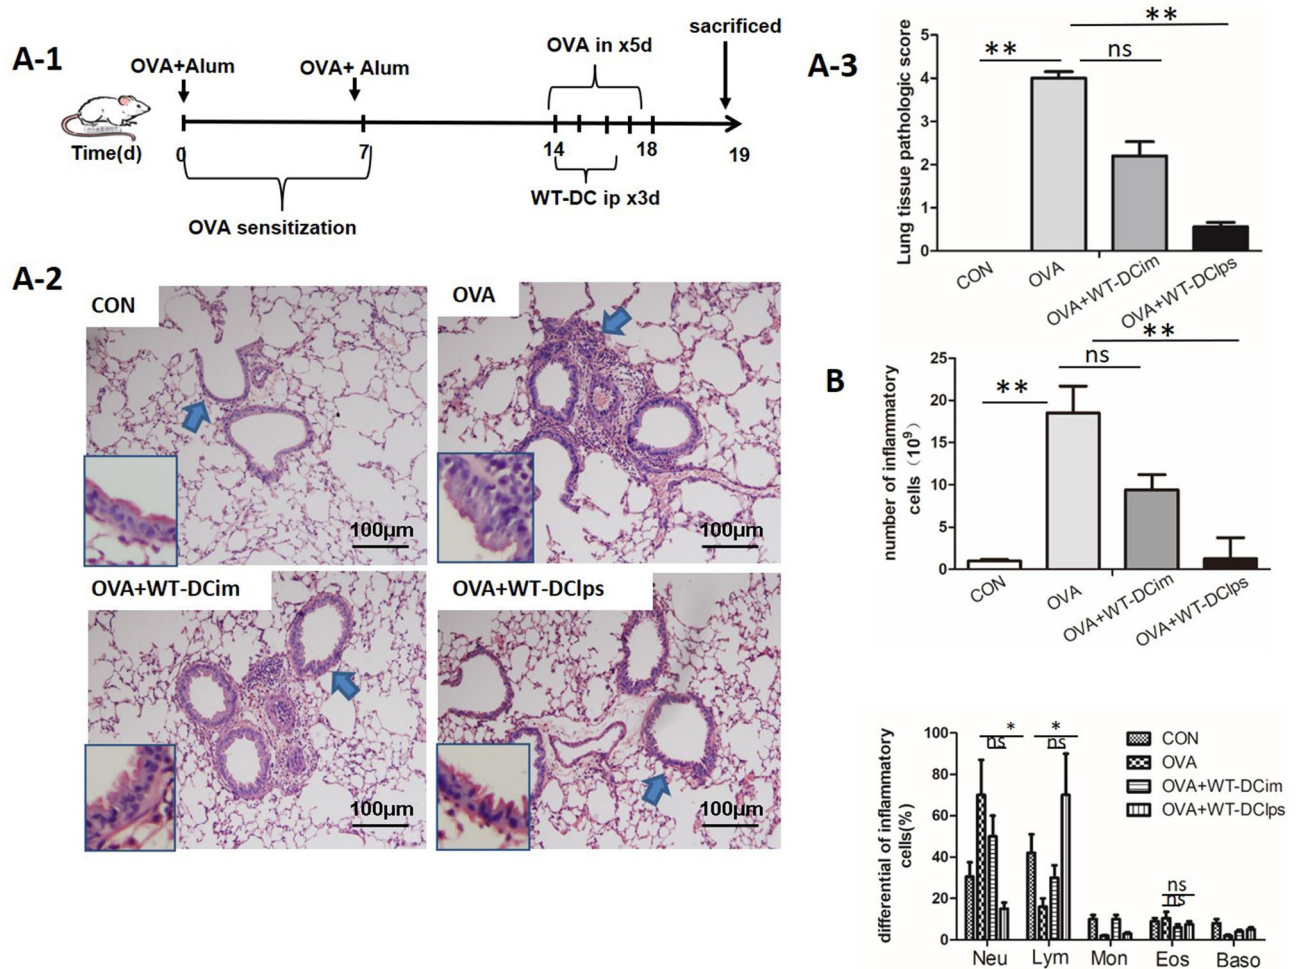 A-1
OVA+Alum
OVA+ Alum
OVA in x5d
sacrificed
Time(d)
0
7
14
18
19
OVA sensitization
WT-DC ip x3d
A-2
CON
100μm
OVA
100μm
OVA+WT-DCim
100μm
OVA+WT-DClps
100μm
A-3
Lung tissue pathologic score
5
4
3
2
1
0
**
**
ns
CON
OVA
OVA+WT-DCim
OVA+WT-DClps
B
number of inflammatory
cells (10⁹)
25
20
15
10
5
0
**
ns
**
CON
OVA
OVA+WT-DCim
OVA+WT-DClps
differential of inflammatory
cells(%)
100
80
60
40
20
0
*
ns
*
ns
ns
ns
CON
OVA
OVA+WT-DCim
OVA+WT-DClps
Neu
Lym
Mon
Eos
Baso